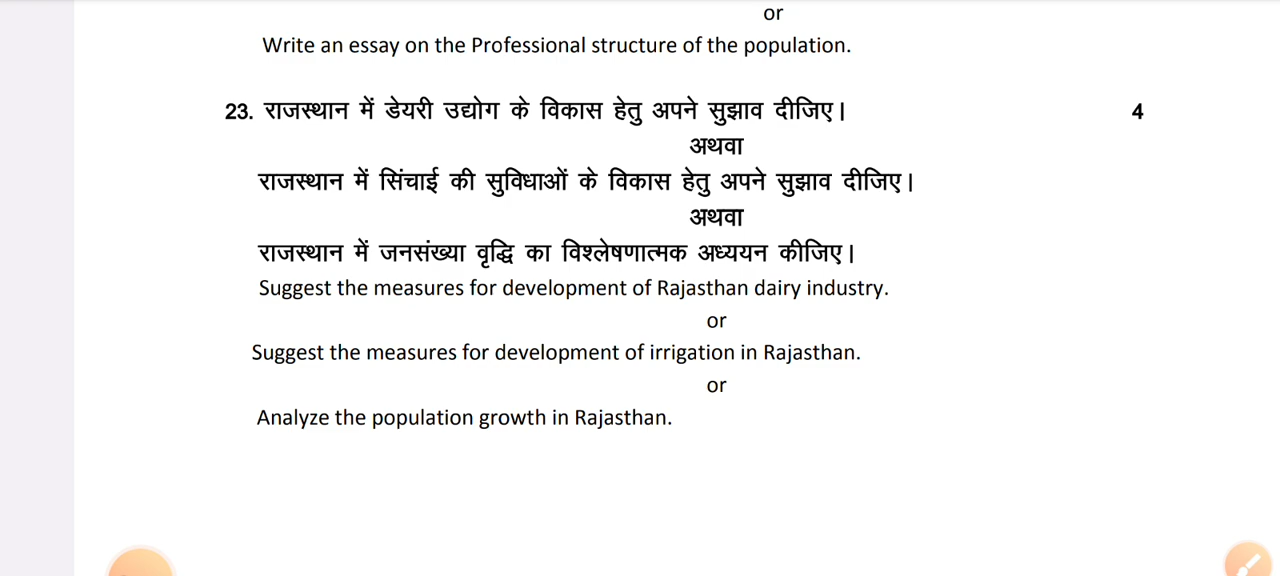 or
Write an essay on the Professional structure of the population.
23. राजस्थान में डेयरी उद्योग के विकास हेतु अपने सुझाव दीजिए। 4
अथवा
राजस्थान में सिंचाई की सुविधाओं के विकास हेतु अपने सुझाव दीजिए।
अथवा
राजस्थान में जनसंख्या वृद्धि का विश्लेषणात्मक अध्ययन कीजिए।
Suggest the measures for development of Rajasthan dairy industry.
or
Suggest the measures for development of irrigation in Rajasthan.
or
Analyze the population growth in Rajasthan.